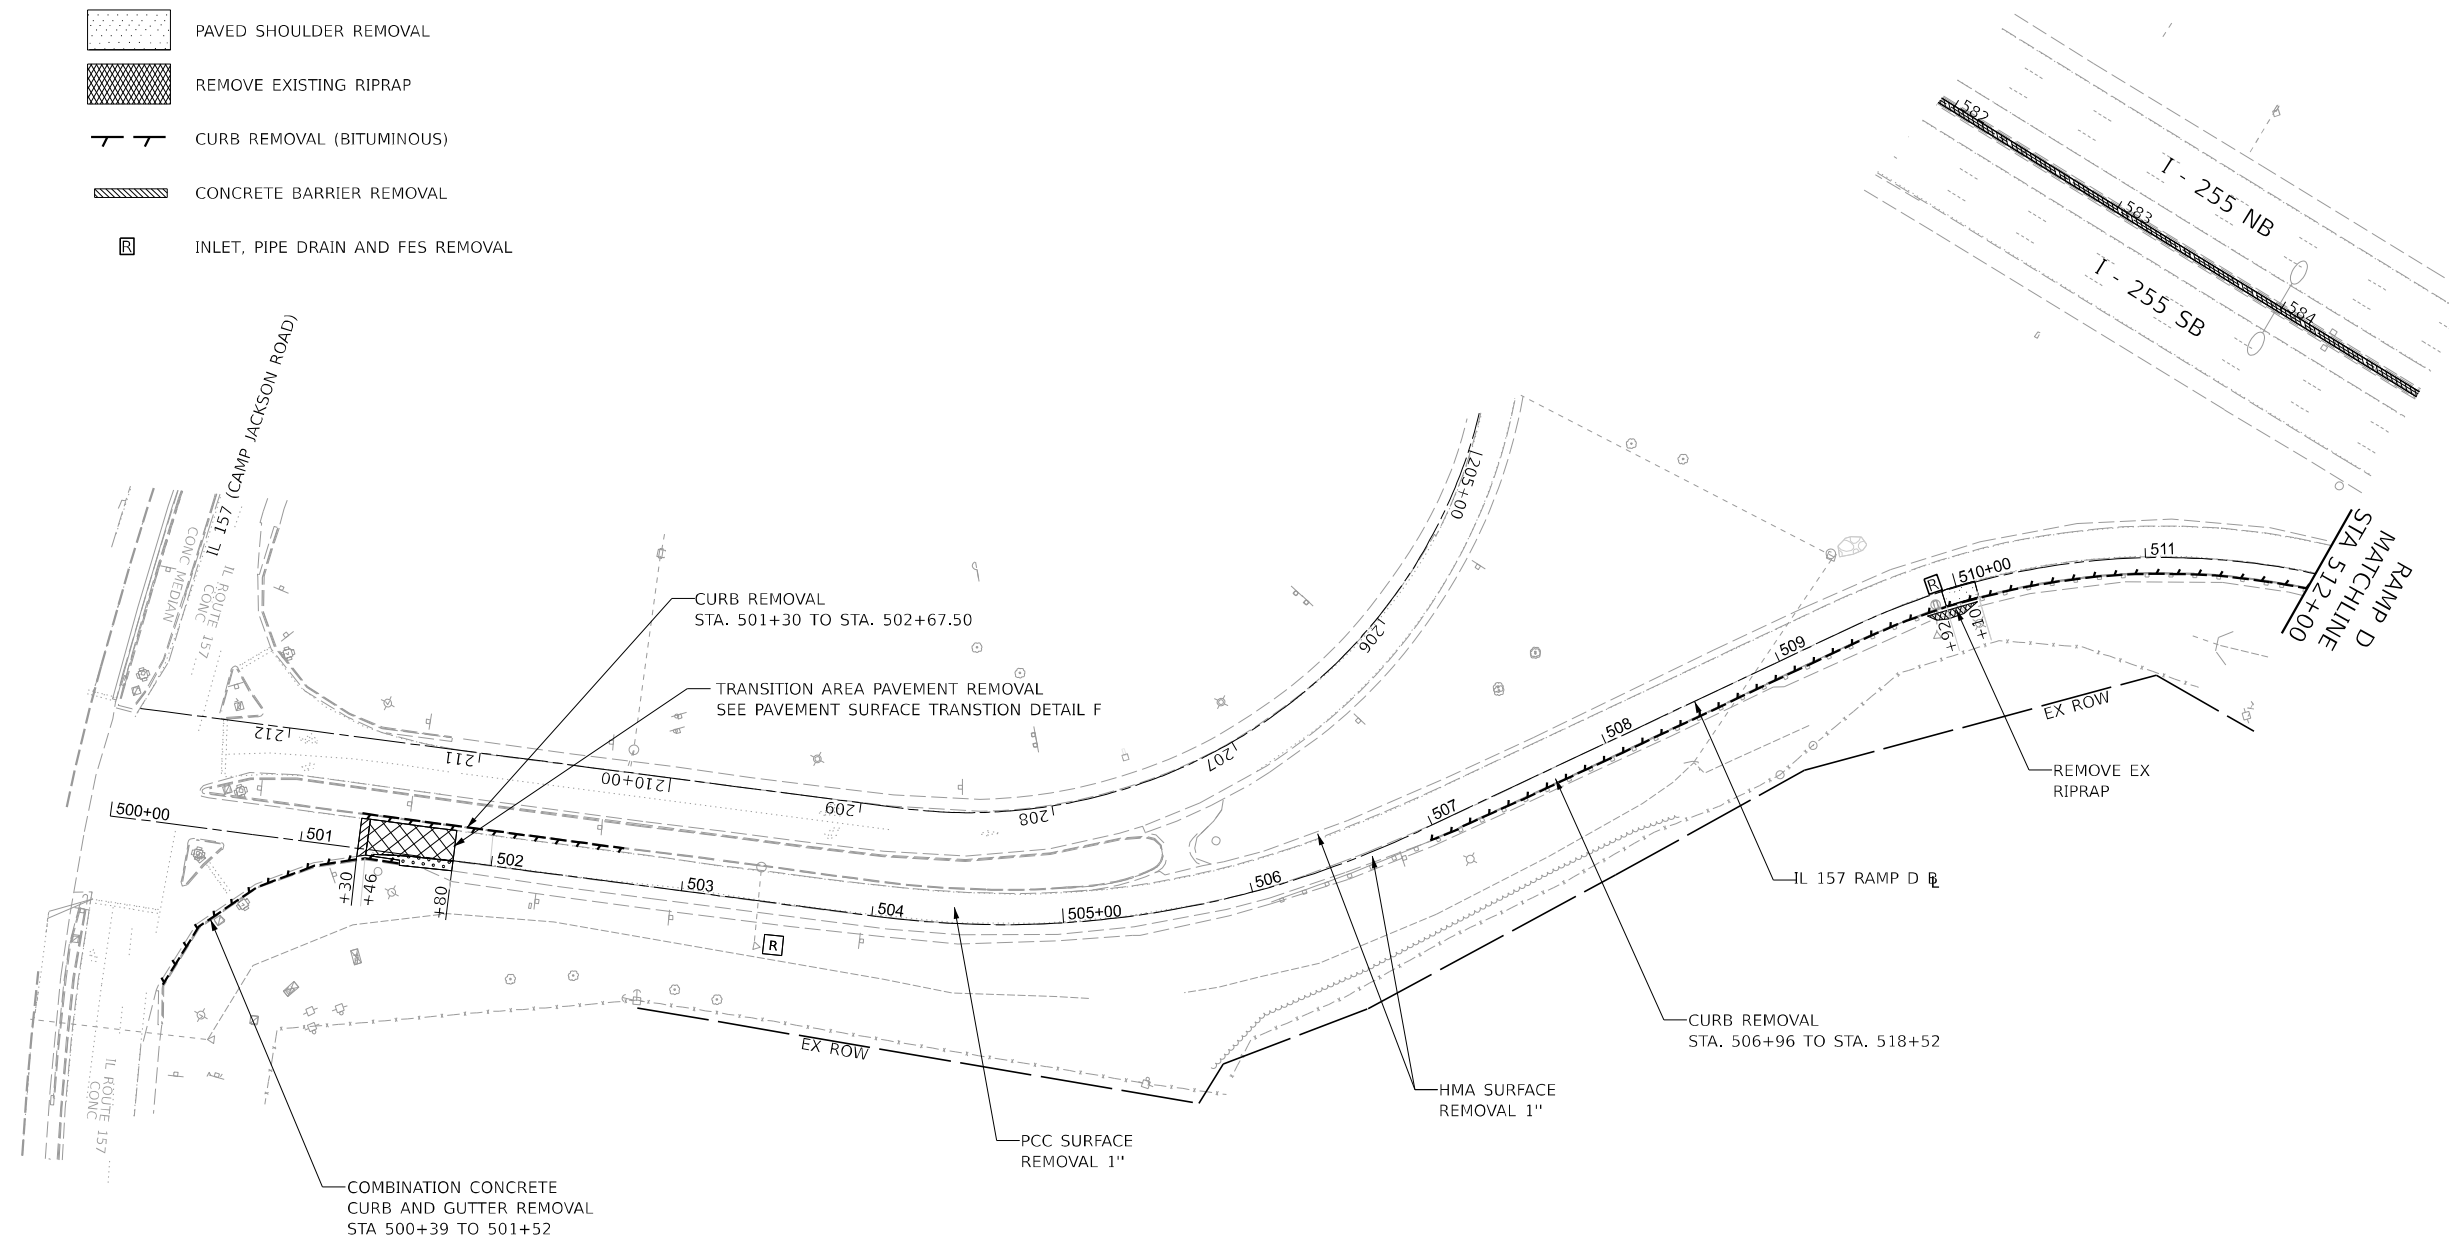 PAVED SHOULDER REMOVAL
REMOVE EXISTING RIPRAP
CURB REMOVAL (BITUMINOUS)
CONCRETE BARRIER REMOVAL
R
INLET, PIPE DRAIN AND FES REMOVAL
582
583
584
I - 255 NB
I - 255 SB
IL 157 (CAMP JACKSON ROAD)
CONC MEDIAN
IL ROUTE 157
CONC
CURB REMOVAL
STA. 501+30 TO STA. 502+67.50
TRANSITION AREA PAVEMENT REMOVAL
SEE PAVEMENT SURFACE TRANSTION DETAIL F
205+00
206
207
208
209
210+00
211
212
500+00
501
502
503
504
505+00
506
507
508
509
510+00
511
+30
+46
+80
R
R
+92
+10
RAMP D
MATCHLINE
STA 512+00
EX ROW
REMOVE EX
RIPRAP
IL 157 RAMP D ℄
CURB REMOVAL
STA. 506+96 TO STA. 518+52
HMA SURFACE
REMOVAL 1"
PCC SURFACE
REMOVAL 1"
EX ROW
IL ROUTE 157
CONC
COMBINATION CONCRETE
CURB AND GUTTER REMOVAL
STA 500+39 TO 501+52